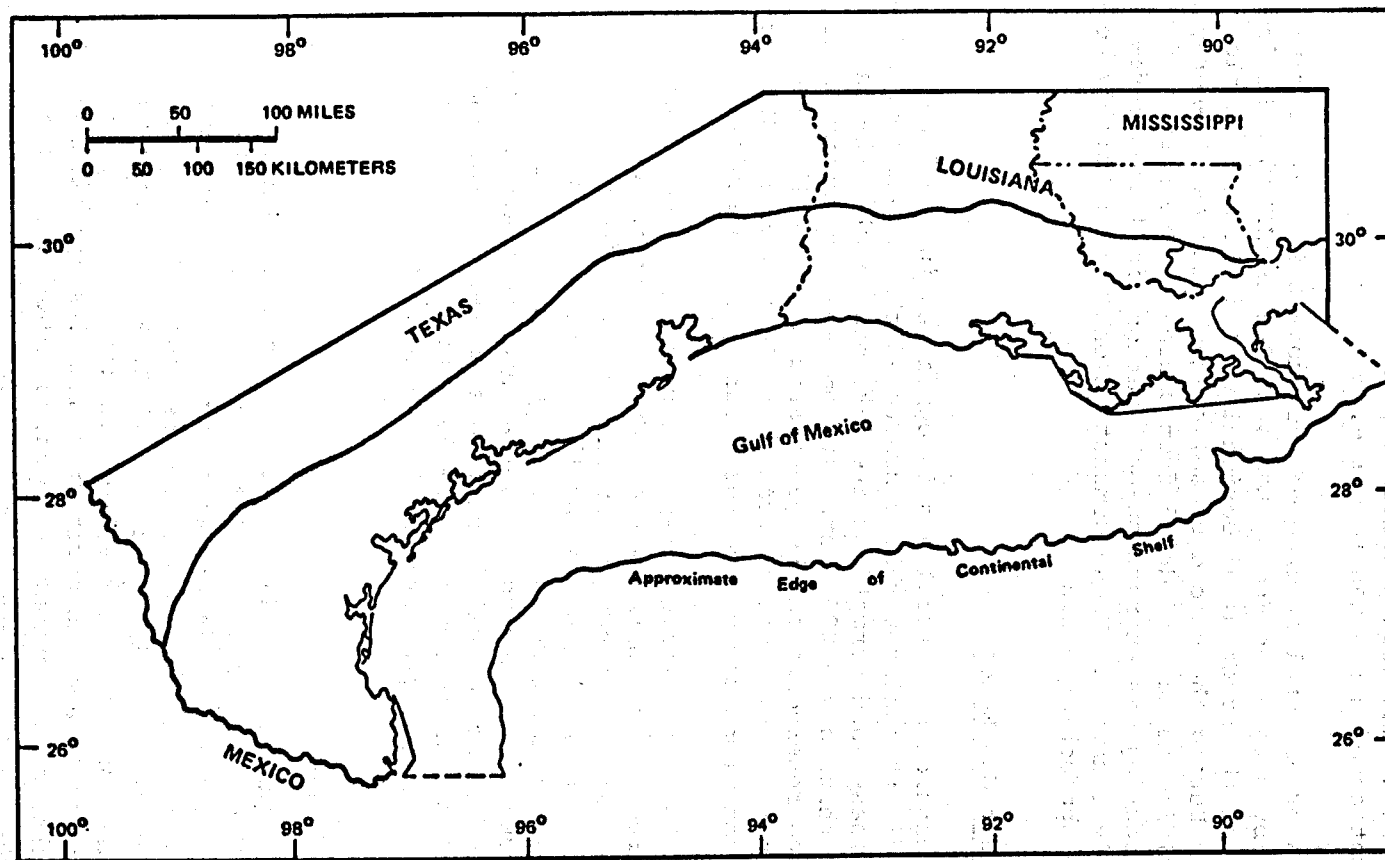 100° 98° 96° 94° 92° 90°
0 50 100 MILES
0 50 100 150 KILOMETERS
MISSISSIPPI
LOUISIANA
30° 30°
TEXAS
Gulf of Mexico
28° 28°
Approximate Edge of Continental Shelf
26° 26°
MEXICO
100° 98° 96° 94° 92° 90°